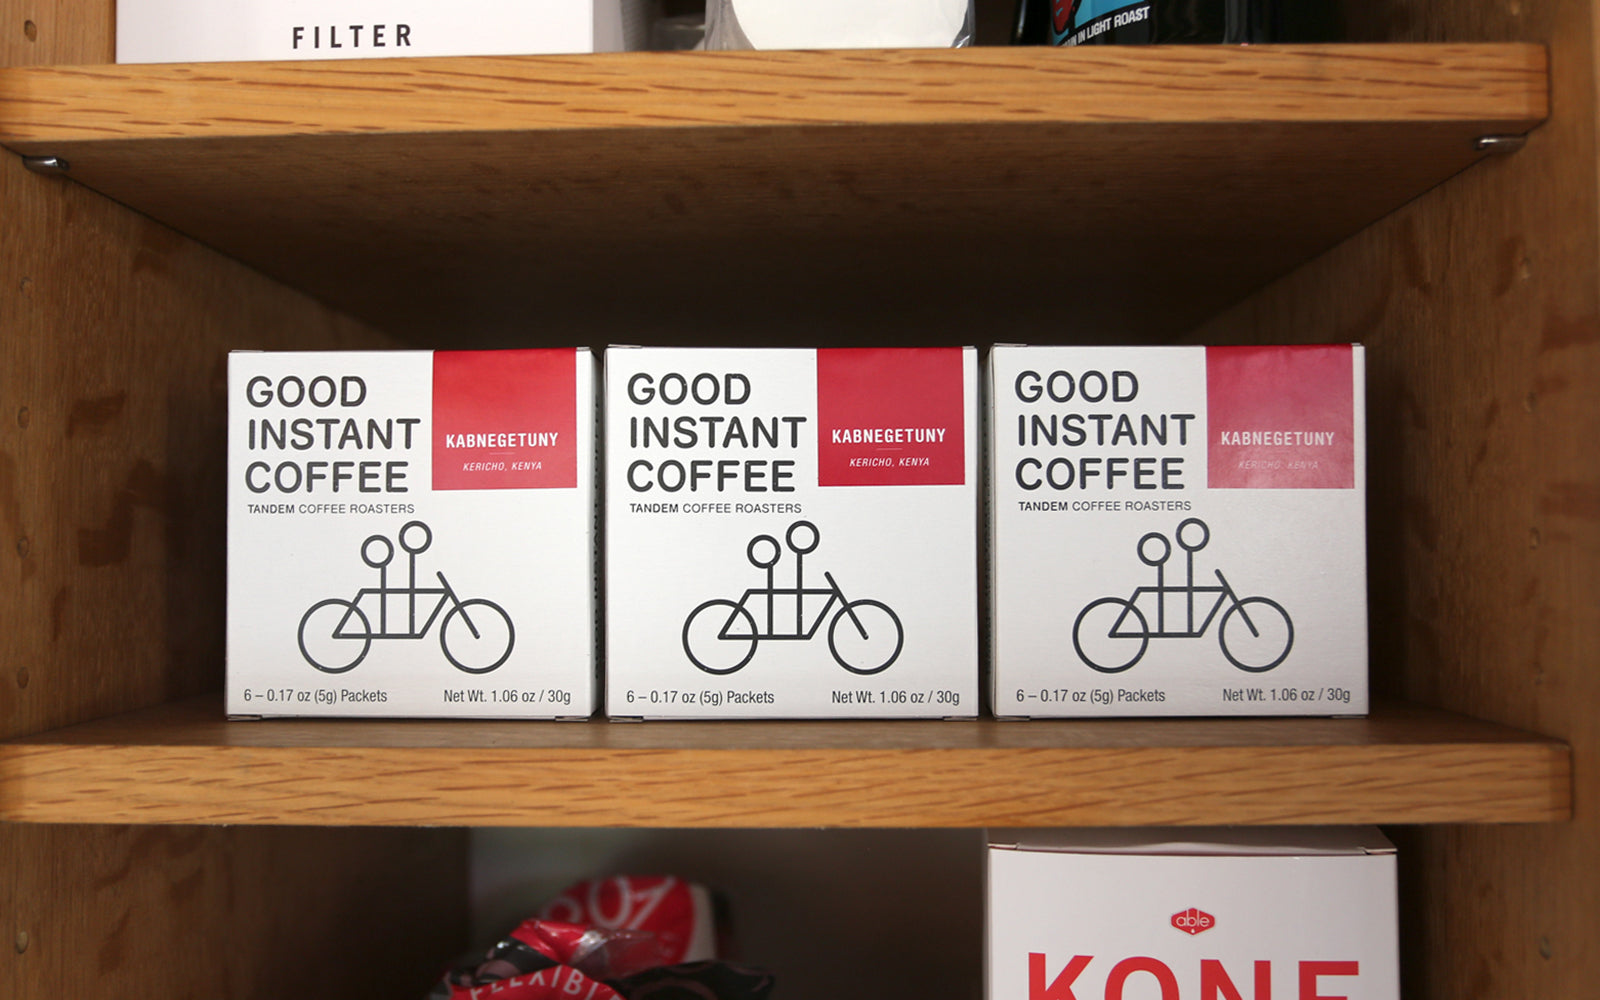 FILTER
IN LIGHT ROAST
GOOD
INSTANT
COFFEE
TANDEM COFFEE ROASTERS
KABNEGETUNY
KERICHO, KENYA
6 – 0.17 oz (5g) Packets
Net Wt. 1.06 oz / 30g
GOOD
INSTANT
COFFEE
TANDEM COFFEE ROASTERS
KABNEGETUNY
KERICHO, KENYA
6 – 0.17 oz (5g) Packets
Net Wt. 1.06 oz / 30g
GOOD
INSTANT
COFFEE
TANDEM COFFEE ROASTERS
KABNEGETUNY
KERICHO, KENYA
6 – 0.17 oz (5g) Packets
Net Wt. 1.06 oz / 30g
able
KONE